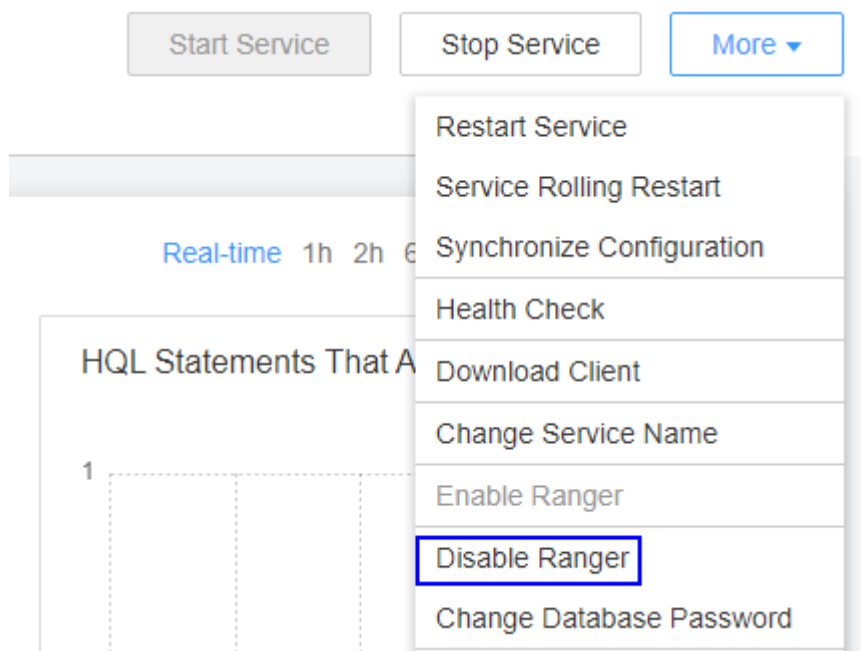 Start Service
Stop Service
More
Restart Service
Service Rolling Restart
Synchronize Configuration
Health Check
Download Client
Change Service Name
Enable Ranger
Disable Ranger
Change Database Password
Real-time 1h 2h
HQL Statements That A
1